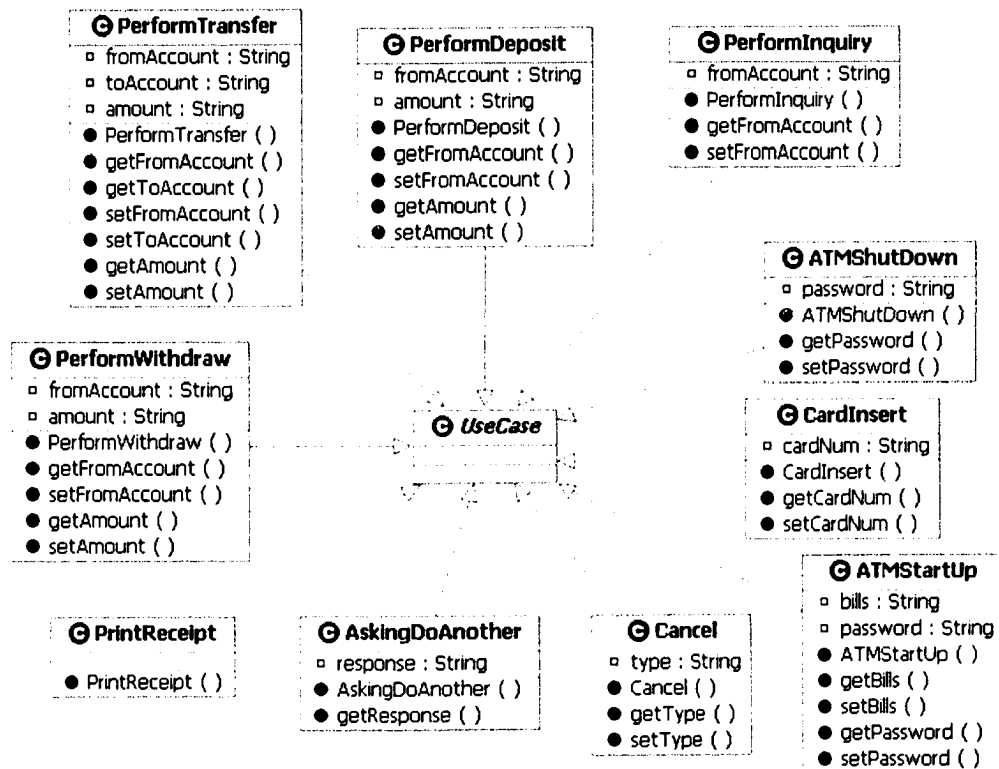 PerformTransfer
fromAccount : String
toAccount : String
amount : String
PerformTransfer ( )
getFromAccount ( )
getToAccount ( )
setFromAccount ( )
setToAccount ( )
getAmount ( )
setAmount ( )
PerformDeposit
fromAccount : String
amount : String
PerformDeposit ( )
getFromAccount ( )
setFromAccount ( )
getAmount ( )
setAmount ( )
PerformInquiry
fromAccount : String
PerformInquiry ( )
getFromAccount ( )
setFromAccount ( )
ATMShutDown
password : String
ATMShutDown ( )
getPassword ( )
setPassword ( )
PerformWithdraw
fromAccount : String
amount : String
PerformWithdraw ( )
getFromAccount ( )
setFromAccount ( )
getAmount ( )
setAmount ( )
UseCase
CardInsert
cardNum : String
CardInsert ( )
getCardNum ( )
setCardNum ( )
PrintReceipt
PrintReceipt ( )
AskingDoAnother
response : String
AskingDoAnother ( )
getResponse ( )
Cancel
type : String
Cancel ( )
getType ( )
setType ( )
ATMStartUp
bills : String
password : String
ATMStartUp ( )
getBills ( )
setBills ( )
getPassword ( )
setPassword ( )